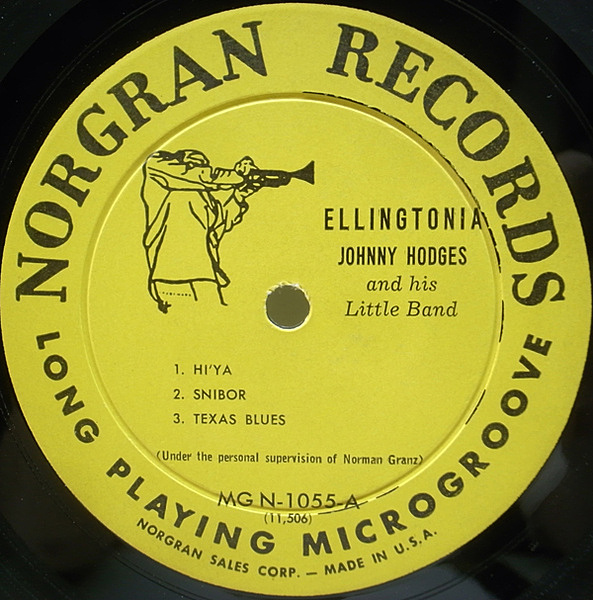 NORGRAN RECORDS
ELLINGTONIA
JOHNNY HODGES
and his
Little Band
1. HI'YA
2. SNIBOR
3. TEXAS BLUES
(Under the personal supervision of Norman Granz)
MG N-1055-A
(11,506)
LONG PLAYING MICROGROOVE
NORGRAN SALES CORP. — MADE IN U.S.A.